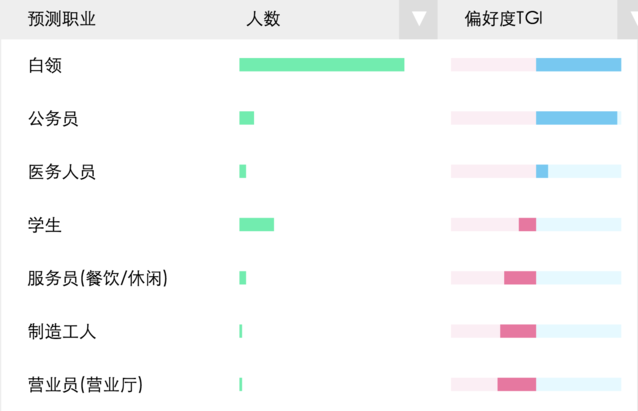 预测职业 人数 偏好度TGI
白领
公务员
医务人员
学生
服务员(餐饮/休闲)
制造工人
营业员(营业厅)